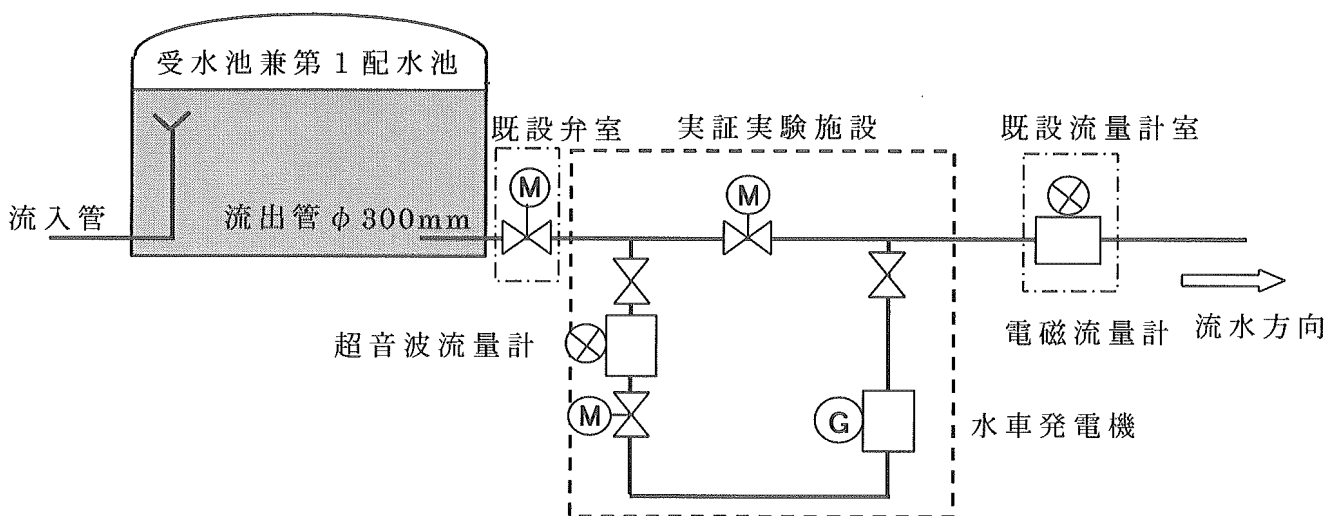 受水池兼第1配水池
既設弁室
実証実験施設
既設流量計室
M
M
流入管
流出管φ300mm
超音波流量計
電磁流量計
流水方向
M
G
水車発電機